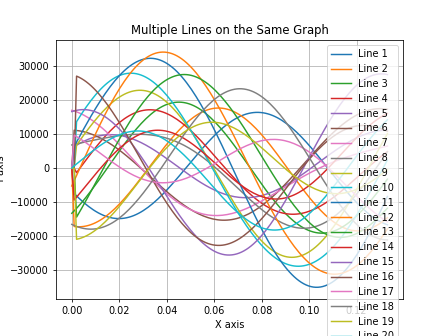 Multiple Lines on the Same Graph
30000
20000
10000
0
−10000
−20000
−30000
0.00
0.02
0.04
0.06
0.08
0.10
X axis
Line 1
Line 2
Line 3
Line 4
Line 5
Line 6
Line 7
Line 8
Line 9
Line 10
Line 11
Line 12
Line 13
Line 14
Line 15
Line 16
Line 17
Line 18
Line 19